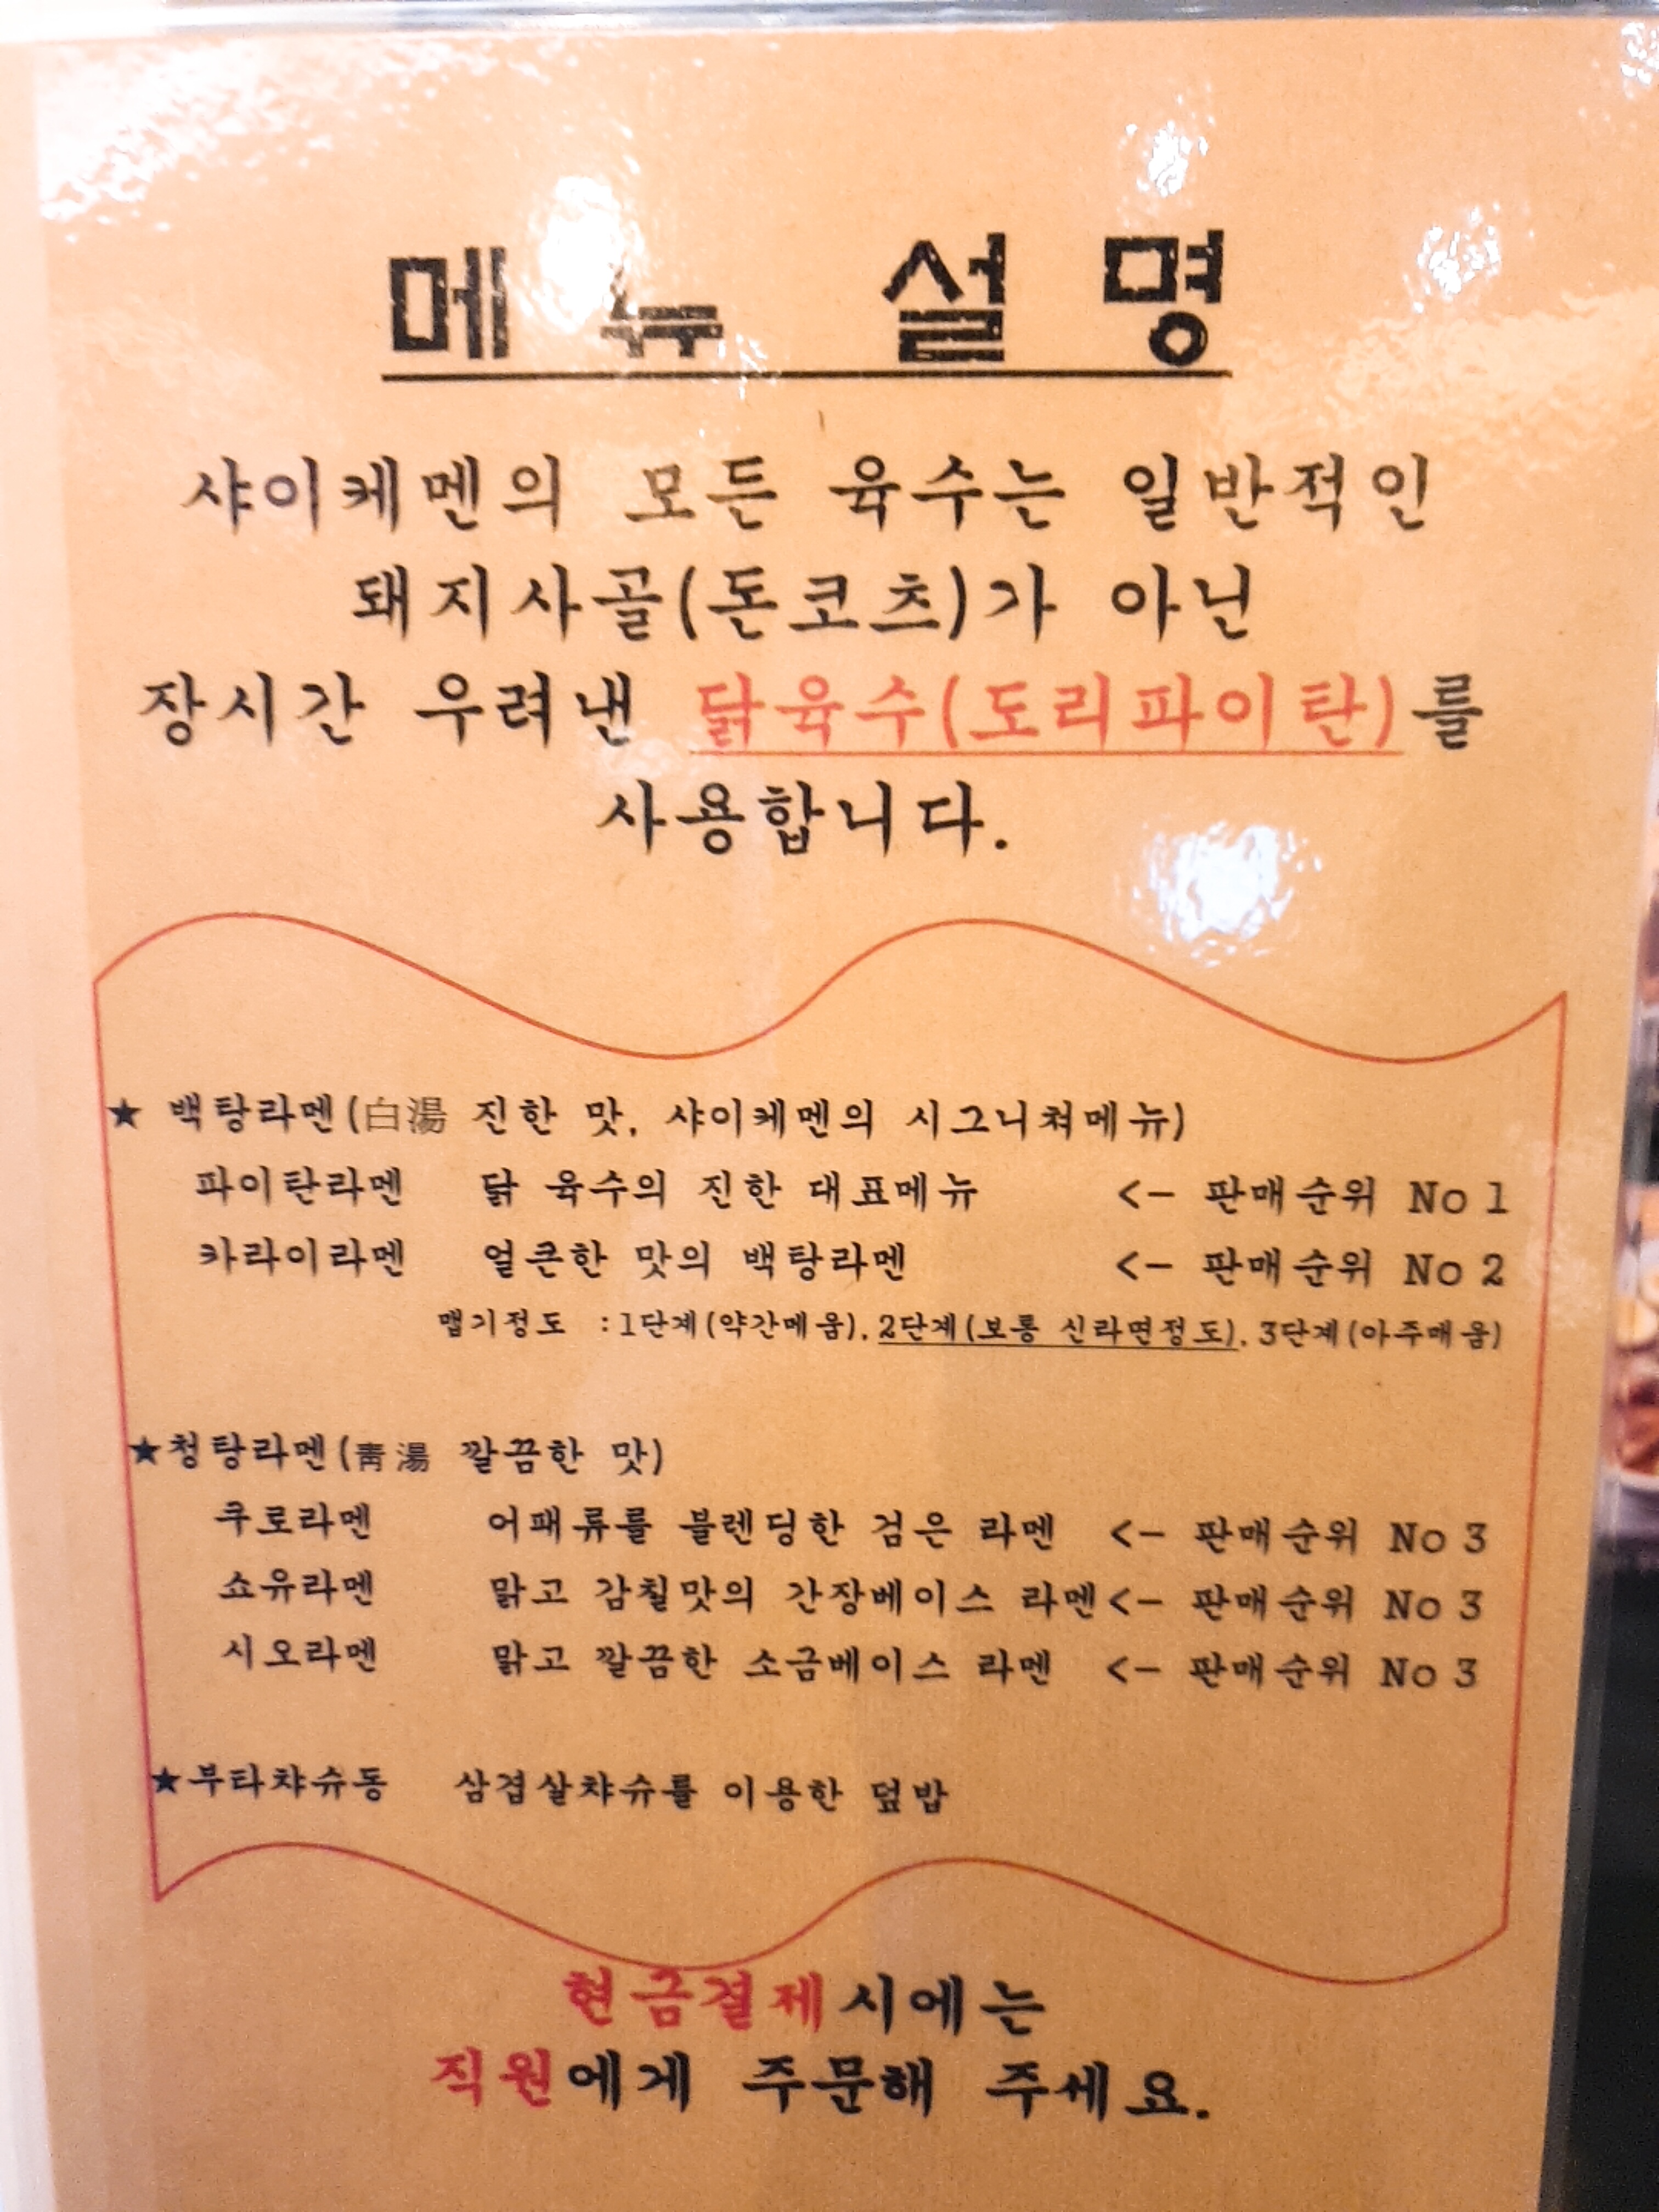 메뉴 설명
샤이케멘의 모든 육수는 일반적인
돼지사골(돈코츠)가 아닌
장시간 우려낸 닭육수(도리파이탄)를
사용합니다.
★ 백탕라멘(白湯 진한 맛, 샤이케멘의 시그니쳐메뉴)
파이탄라멘 닭 육수의 진한 대표메뉴 <- 판매순위 No 1
카라이라멘 얼큰한 맛의 백탕라멘 <- 판매순위 No 2
맵기정도 :1단계(약간메움), 2단계(보통 신라면정도), 3단계(아주매움)
★청탕라멘(靑湯 깔끔한 맛)
쿠로라멘 어패류를 블렌딩한 검은 라멘 <- 판매순위 No 3
쇼유라멘 맑고 감칠맛의 간장베이스 라멘<- 판매순위 No 3
시오라멘 맑고 깔끔한 소금베이스 라멘 <- 판매순위 No 3
★부타챠슈동 삼겹살챠슈를 이용한 덮밥
현금결제시에는
직원에게 주문해 주세요.